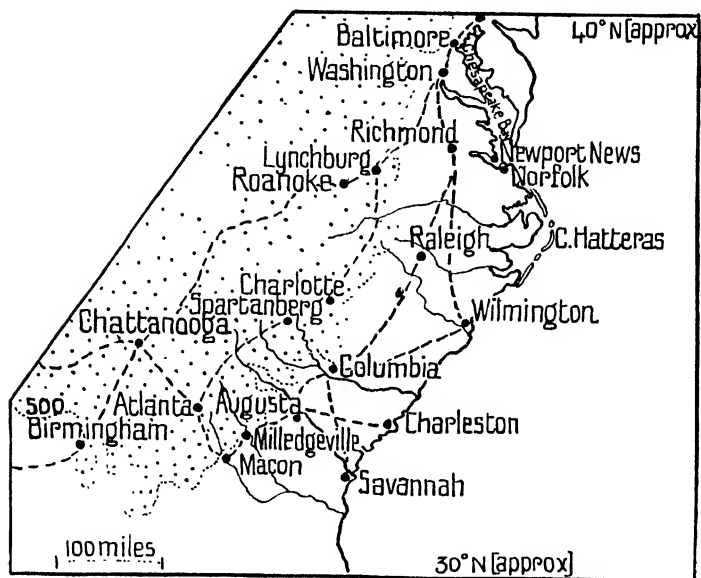 40°N [approx
Baltimore
Washington
Chesapeake Bay
Richmond
Newport News
Lynchburg
Roanoke
Norfolk
Raleigh
C. Hatteras
Charlotte
Spartanberg
Chattanooga
Wilmington
Columbia
500
Atlanta
Augusta
Birmingham
Milledgeville
Charleston
Macon
Savannah
100 miles
30°N [approx]